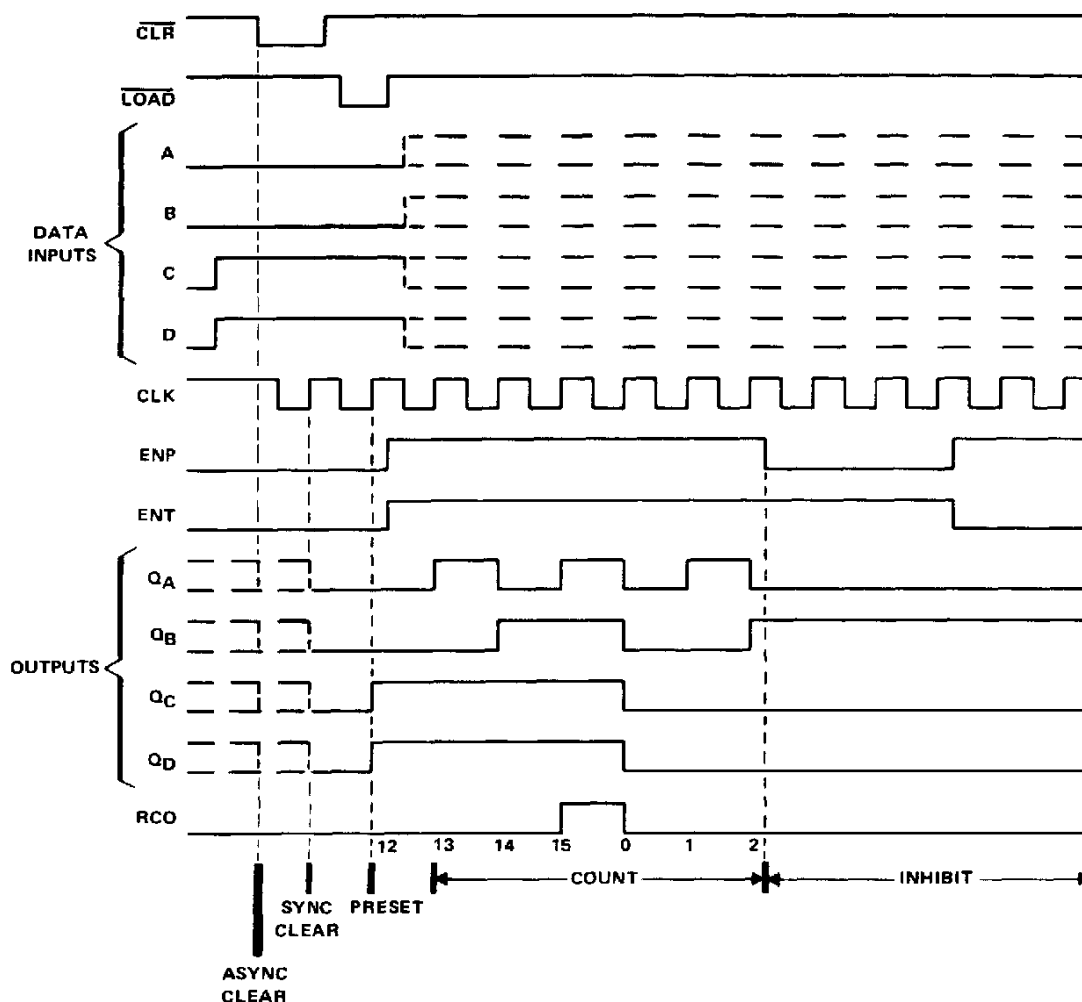 CLR
LOAD
A
B
DATA
INPUTS
C
D
CLK
ENP
ENT
QA
QB
OUTPUTS
QC
QD
RCO
12 13 14 15 0 1 2
SYNC
CLEAR
PRESET
COUNT
INHIBIT
ASYNC
CLEAR